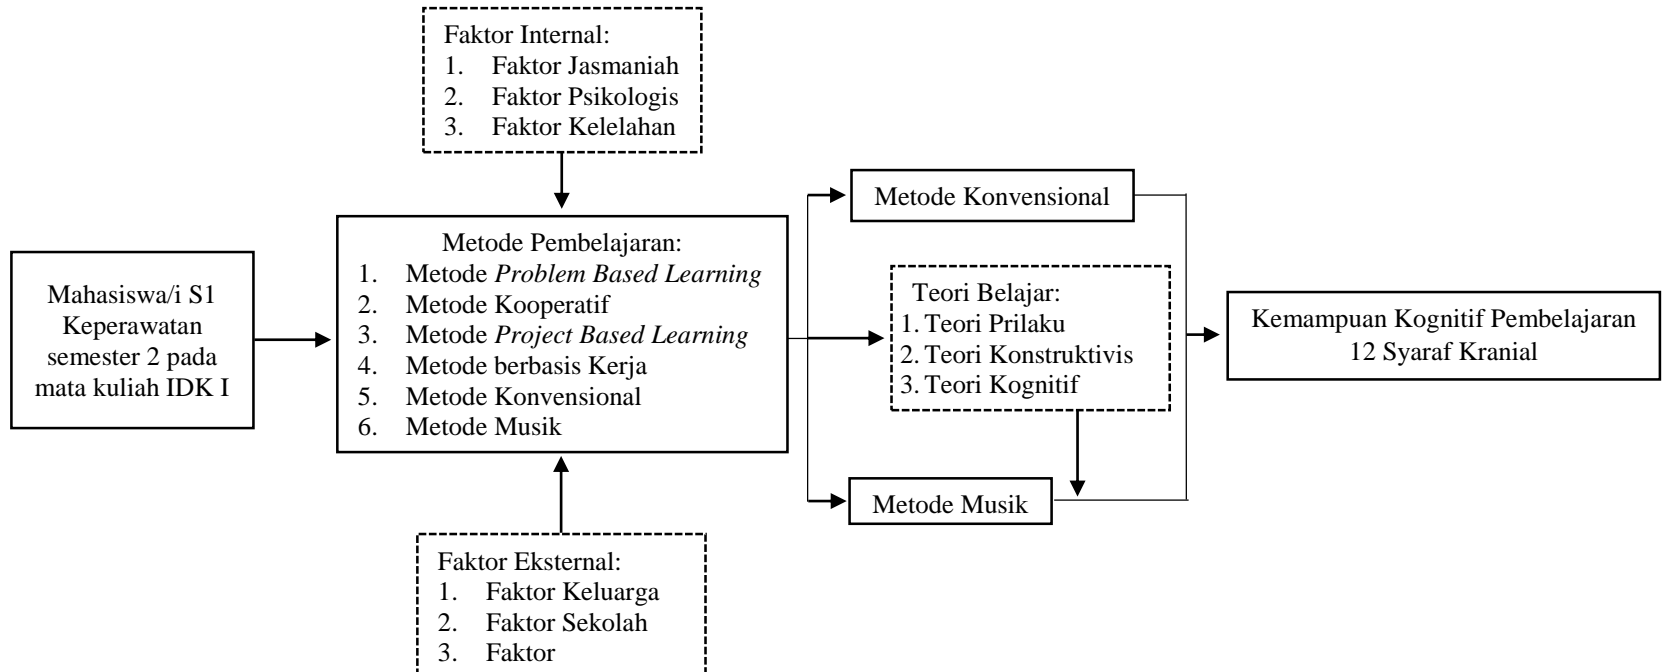 Faktor Internal:
1. Faktor Jasmaniah
2. Faktor Psikologis
3. Faktor Kelelahan
Mahasiswa/i S1
Keperawatan
semester 2 pada
mata kuliah IDK I
Metode Pembelajaran:
1. Metode Problem Based Learning
2. Metode Kooperatif
3. Metode Project Based Learning
4. Metode berbasis Kerja
5. Metode Konvensional
6. Metode Musik
Faktor Eksternal:
1. Faktor Keluarga
2. Faktor Sekolah
3. Faktor
Metode Konvensional
Teori Belajar:
1. Teori Prilaku
2. Teori Konstruktivis
3. Teori Kognitif
Metode Musik
Kemampuan Kognitif Pembelajaran
12 Syaraf Kranial